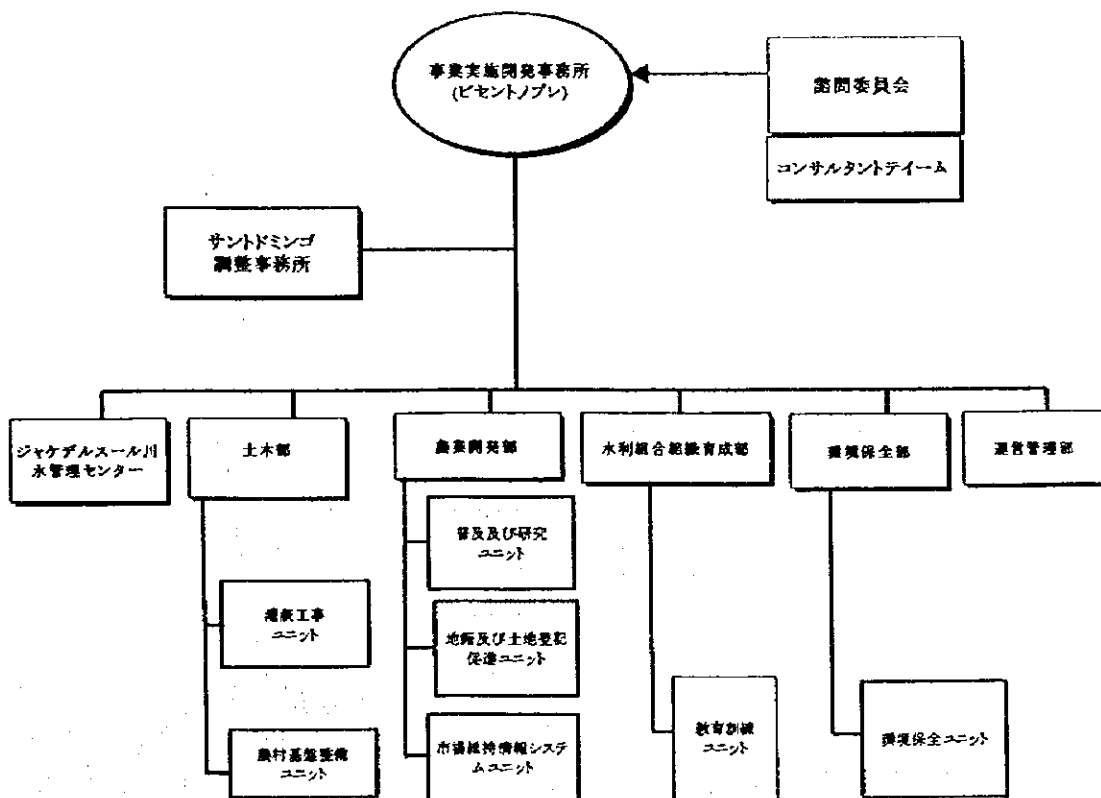 事業実施開発事務所
(ビセントノブレ)
諮問委員会
コンサルタントテイーム
サントドミンゴ
調整事務所
ジャケデルスール川
水管理センター
土木部
農業開発部
水利組合組織育成部
環境保全部
運営管理部
普及及び研究
ユニット
灌漑工事
ユニット
地籍及び土地登記
促進ユニット
農村基盤整備
ユニット
市場維持情報システ
ムユニット
教育訓練
ユニット
環境保全ユニット